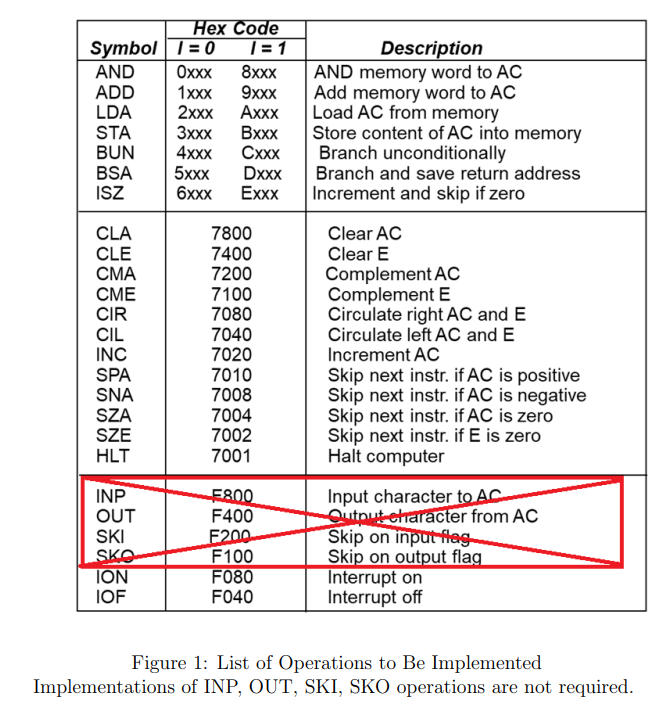 Hex Code
Symbol I = 0 I = 1 Description
AND 0xxx 8xxx AND memory word to AC
ADD 1xxx 9xxx Add memory word to AC
LDA 2xxx Axxx Load AC from memory
STA 3xxx Bxxx Store content of AC into memory
BUN 4xxx Cxxx Branch unconditionally
BSA 5xxx Dxxx Branch and save return address
ISZ 6xxx Exxx Increment and skip if zero
CLA 7800 Clear AC
CLE 7400 Clear E
CMA 7200 Complement AC
CME 7100 Complement E
CIR 7080 Circulate right AC and E
CIL 7040 Circulate left AC and E
INC 7020 Increment AC
SPA 7010 Skip next instr. if AC is positive
SNA 7008 Skip next instr. if AC is negative
SZA 7004 Skip next instr. if AC is zero
SZE 7002 Skip next instr. if E is zero
HLT 7001 Halt computer
INP F800 Input character to AC
OUT F400 Output character from AC
SKI F200 Skip on input flag
SKO F100 Skip on output flag
ION F080 Interrupt on
IOF F040 Interrupt off
Figure 1: List of Operations to Be Implemented
Implementations of INP, OUT, SKI, SKO operations are not required.